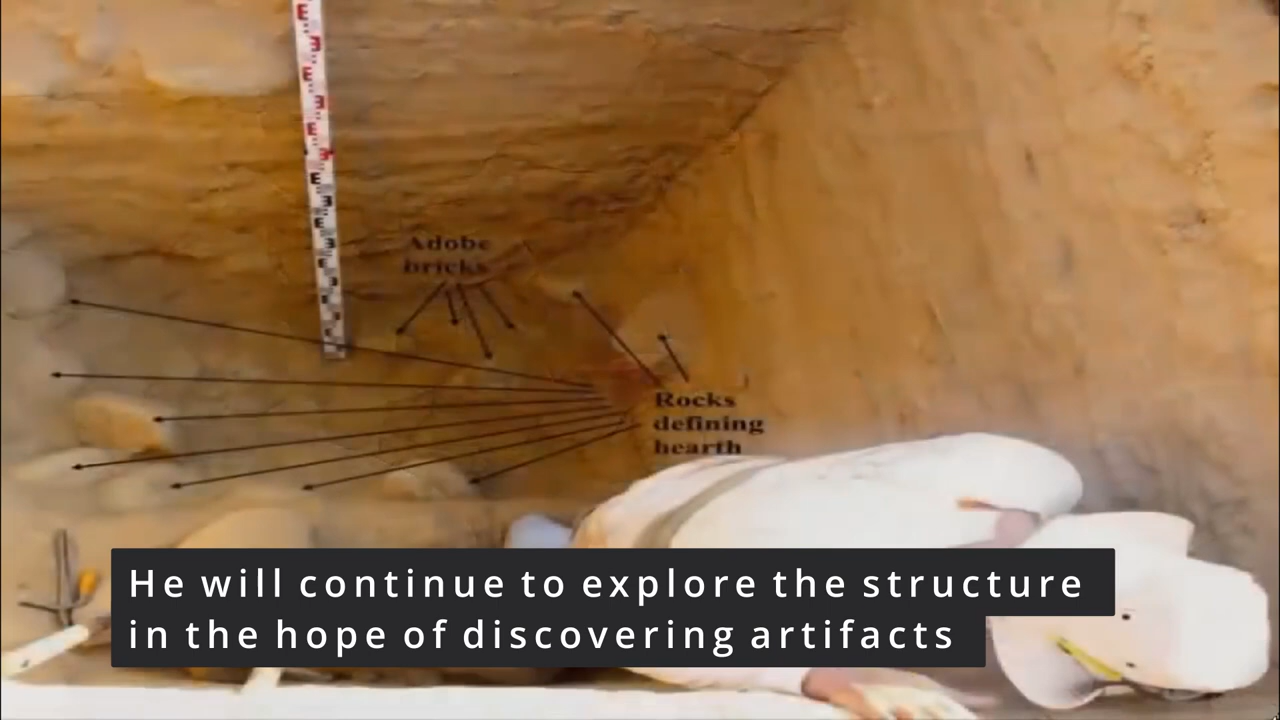 Adobe
bricks
Rocks
defining
hearth
He will continue to explore the structure
in the hope of discovering artifacts